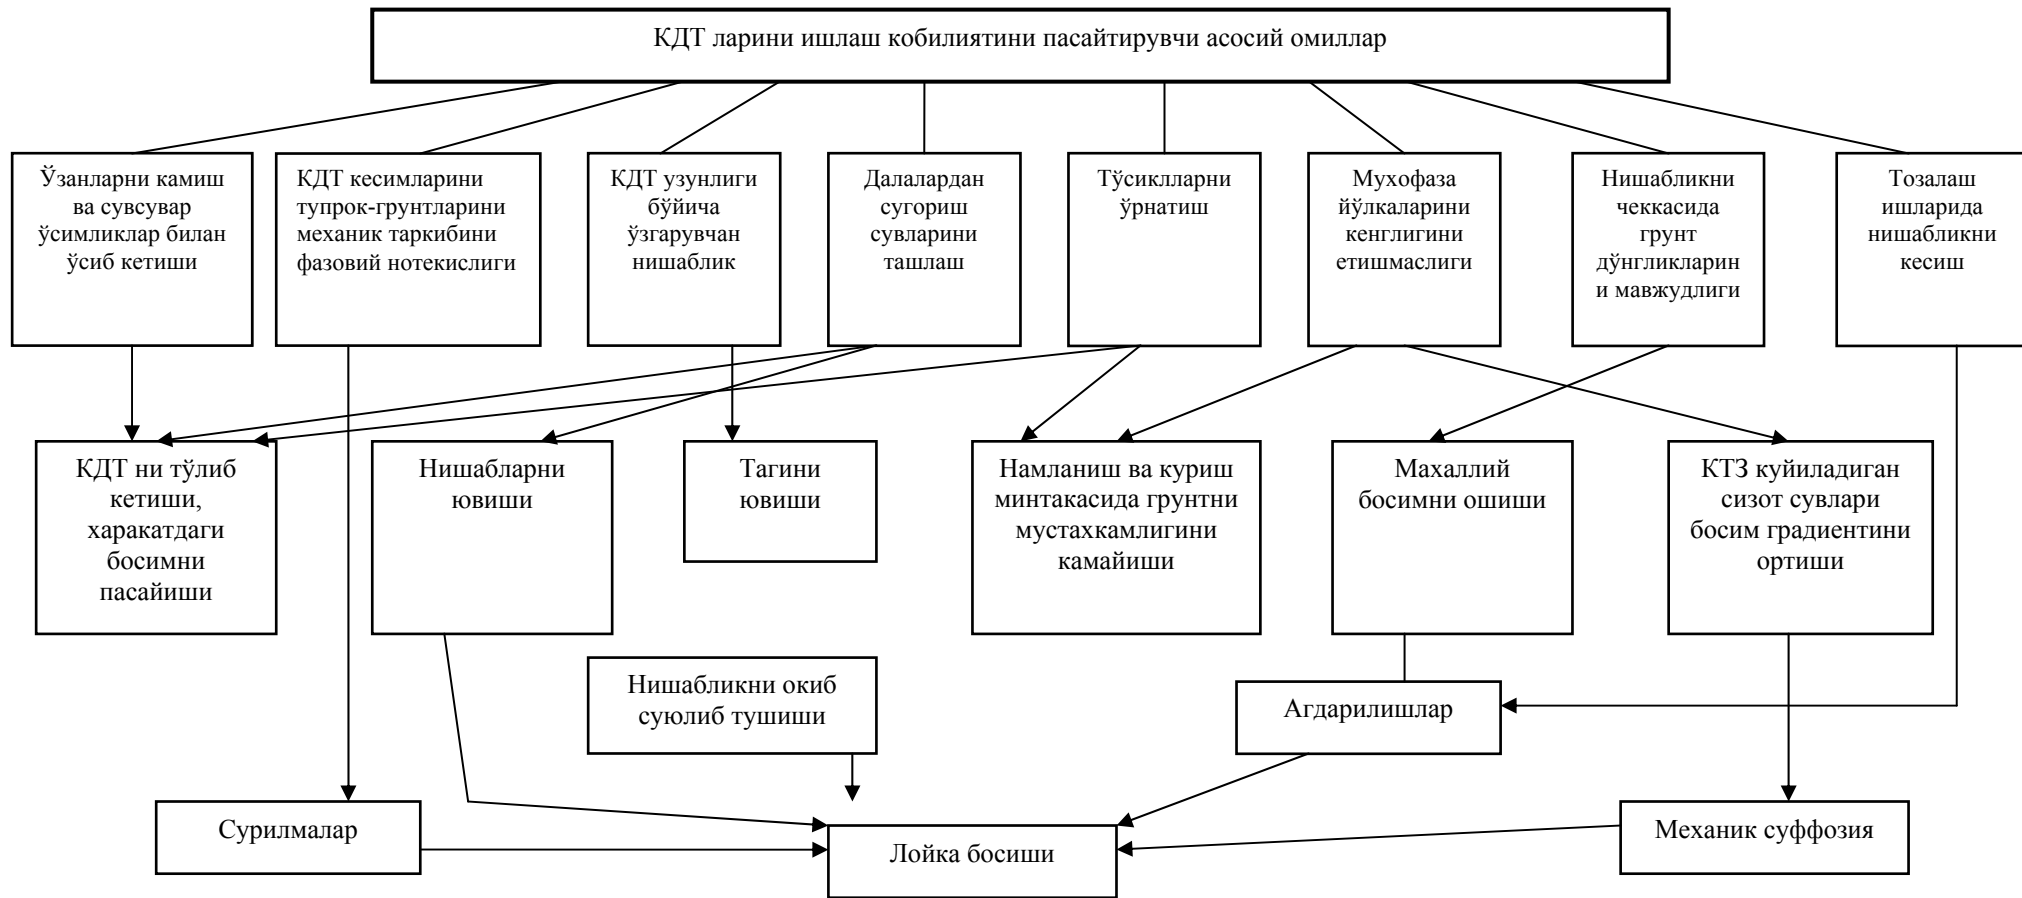 КДТ ларини ишлаш кобилиятини пасайтирувчи асосий омиллар
Ўзанларни камиш
ва сувсувар
ўсимликлар билан
ўсиб кетиши
КДТ кесимларини
тупрок-грунтларини
механик таркибини
фазовий нотекислиги
КДТ узунлиги
бўйича
ўзгарувчан
нишаблик
Далалардан
сугориш
сувларини
ташлаш
Тўсиклларни
ўрнатиш
Мухофаза
йўлкаларини
кенглигини
етишмаслиги
Нишабликни
чеккасида
грунт
дўнгликларин
и мавжудлиги
Тозалаш
ишларида
нишабликни
кесиш
КДТ ни тўлиб
кетиши,
харакатдаги
босимни
пасайиши
Нишабларни
ювиши
Тагини
ювиши
Намланиш ва куриш
минтакасида грунтни
мустахкамлигини
камайиши
Махаллий
босимни ошиши
КТЗ куйиладиган
сизот сувлари
босим градиентини
ортиши
Нишабликни окиб
суюлиб тушиши
Агдарилишлар
Сурилмалар
Лойка босиши
Механик суффозия